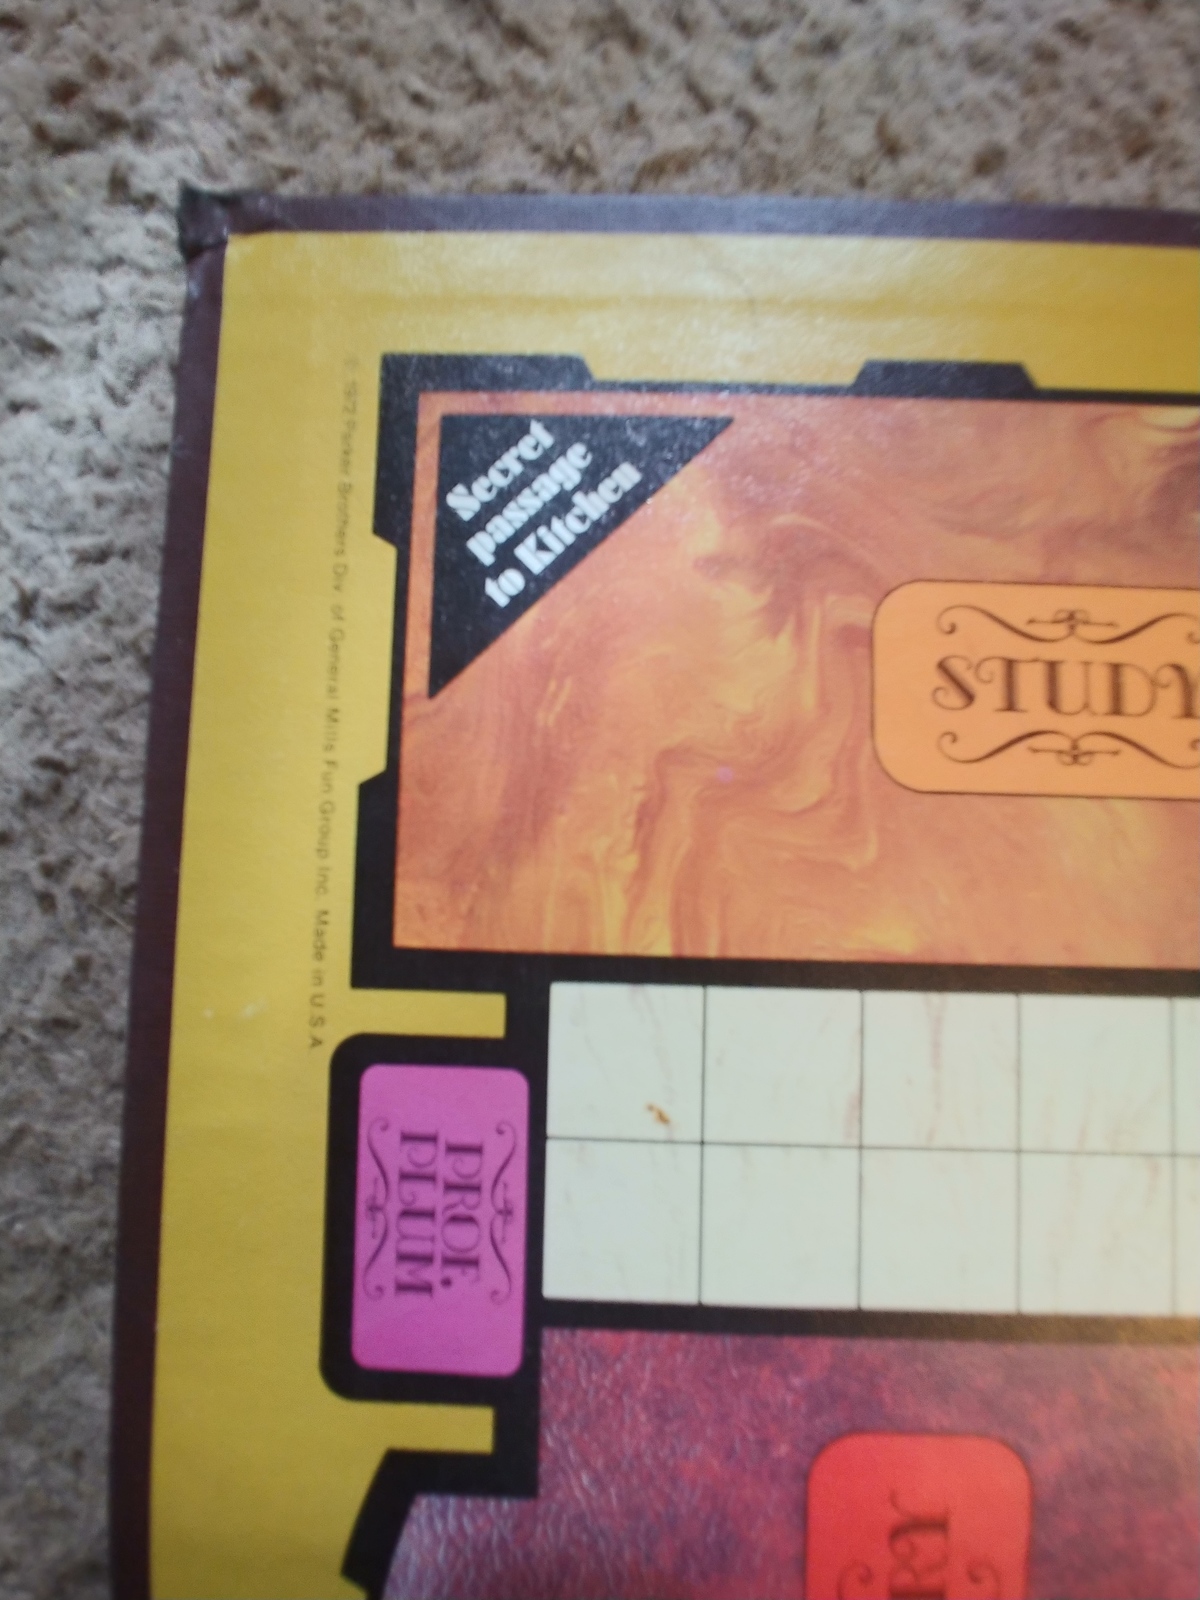 © 1972 Parker Brothers Div. of General Mills Fun Group Inc. Made in U.S.A.
Secret
passage
to Kitchen
STUDY
PROF.
PLUM
RY